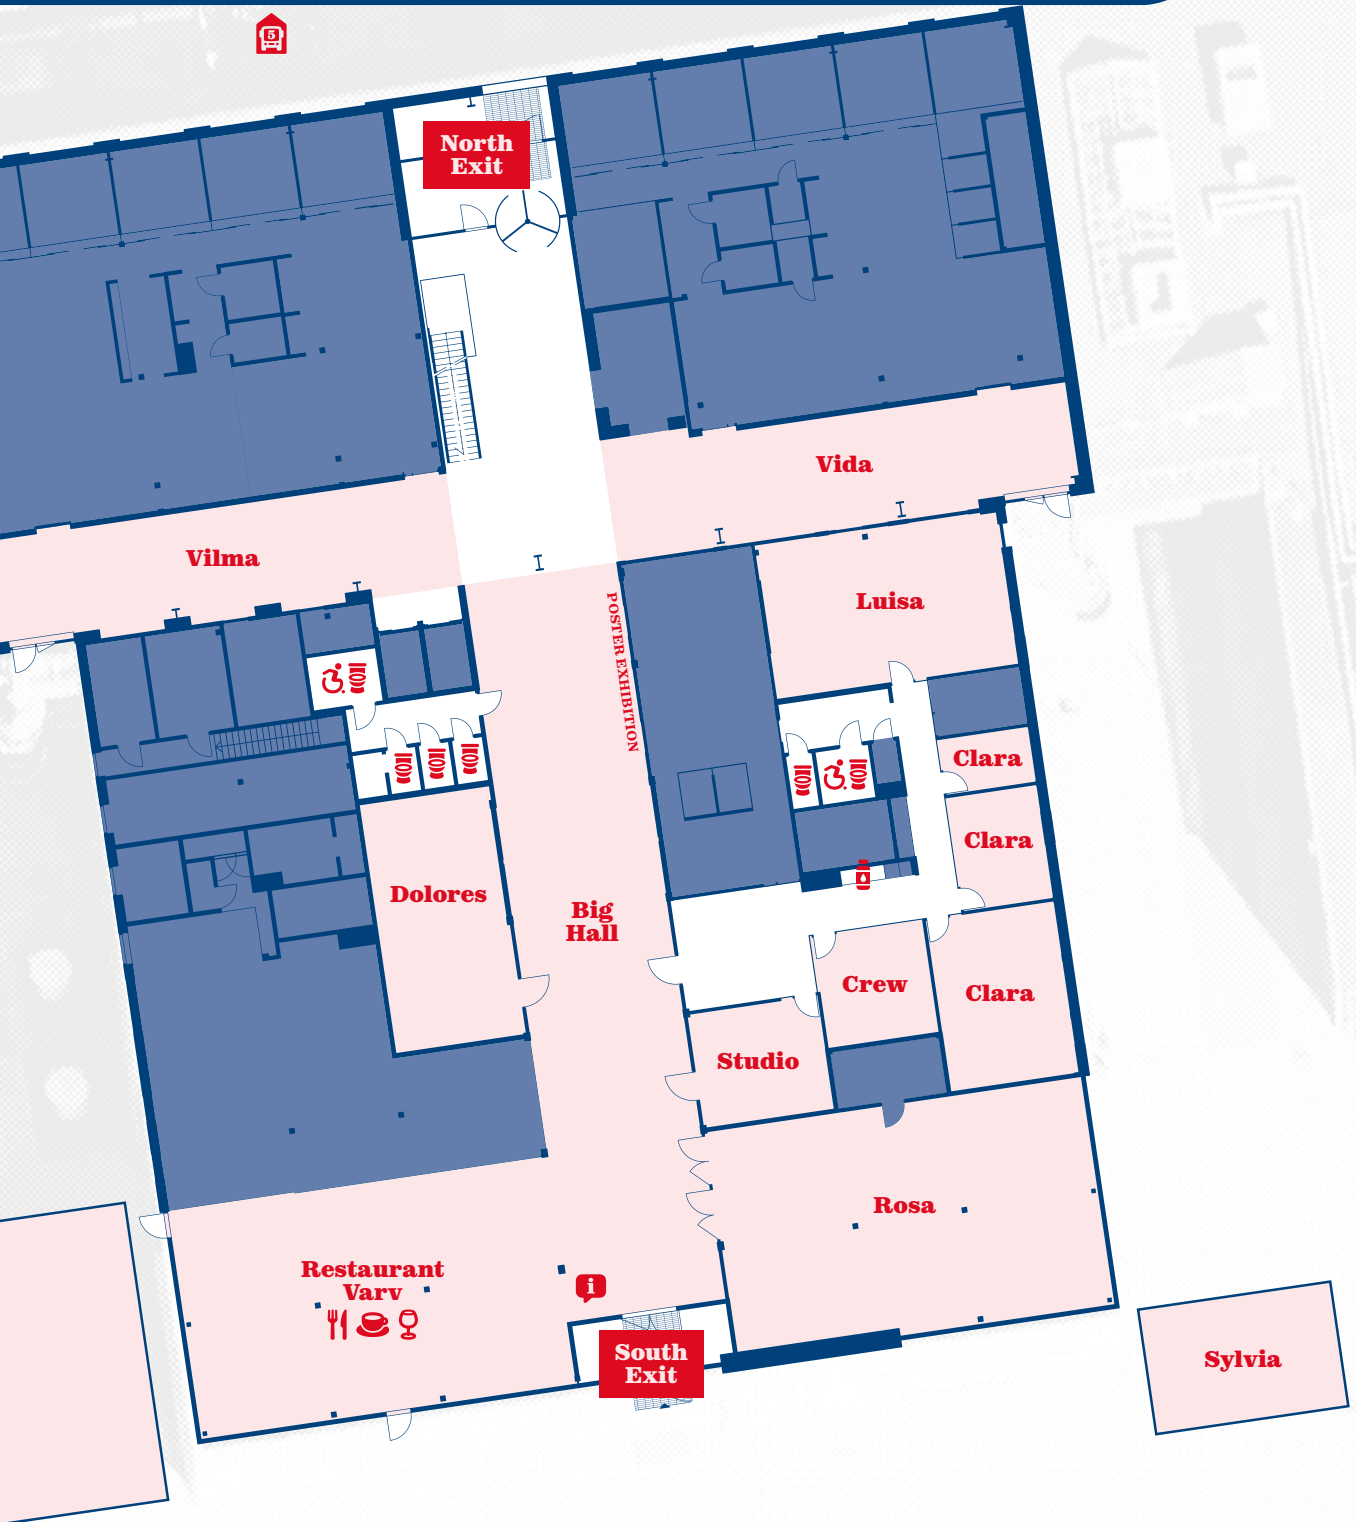 5
North
Exit
Vida
Vilma
Luisa
POSTER EXHIBITION
Clara
Clara
Dolores
Big
Hall
Crew
Clara
Studio
Rosa
Restaurant
Varv
i
South
Exit
Sylvia